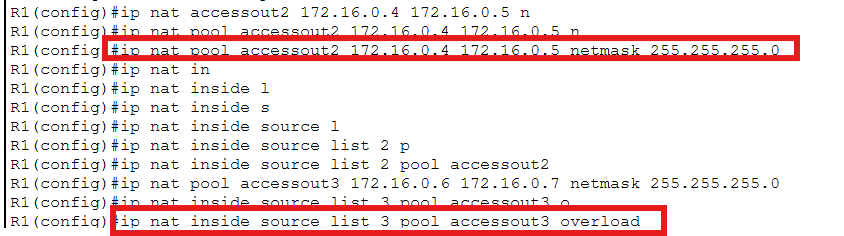 R1(config)#ip nat accessout2 172.16.0.4 172.16.0.5 n
R1(config)#ip nat pool accessout2 172.16.0.4 172.16.0.5 n
R1(config)#ip nat pool accessout2 172.16.0.4 172.16.0.5 netmask 255.255.255.0
R1(config)#ip nat in
R1(config)#ip nat inside l
R1(config)#ip nat inside s
R1(config)#ip nat inside source l
R1(config)#ip nat inside source list 2 p
R1(config)#ip nat inside source list 2 pool accessout2
R1(config)#ip nat pool accessout3 172.16.0.6 172.16.0.7 netmask 255.255.255.0
R1(config)#ip nat inside source list 3 pool accessout3 o
R1(config)#ip nat inside source list 3 pool accessout3 overload